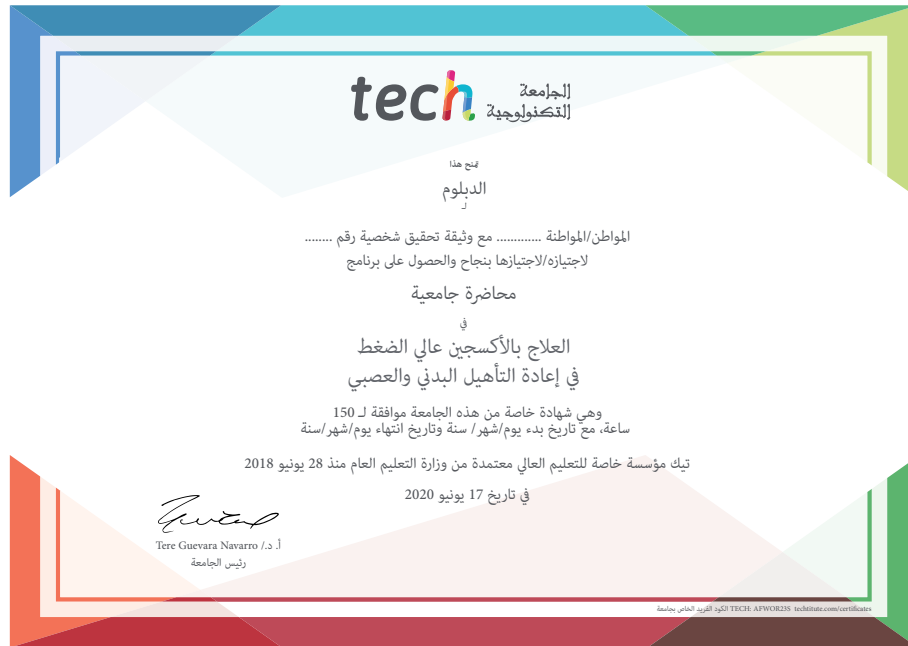 tech الجامعة
التكنولوجية
تمنح هذا
الدبلوم
لـ
المواطن/المواطنة ............. مع وثيقة تحقيق شخصية رقم ........
لاجتيازه/لاجتيازها بنجاح والحصول على برنامج
محاضرة جامعية
في
العلاج بالأكسجين عالي الضغط
في إعادة التأهيل البدني والعصبي
وهي شهادة خاصة من هذه الجامعة موافقة لـ 150
ساعة، مع تاريخ بدء يوم/شهر/ سنة وتاريخ انتهاء يوم/شهر/سنة
تيك مؤسسة خاصة للتعليم العالي معتمدة من وزارة التعليم العام منذ 28 يونيو 2018
في تاريخ 17 يونيو 2020
أ. د./ Tere Guevara Navarro
رئيس الجامعة
الكود الفريد الخاص بجامعة TECH: AFWOR23S techtitute.com/certificates